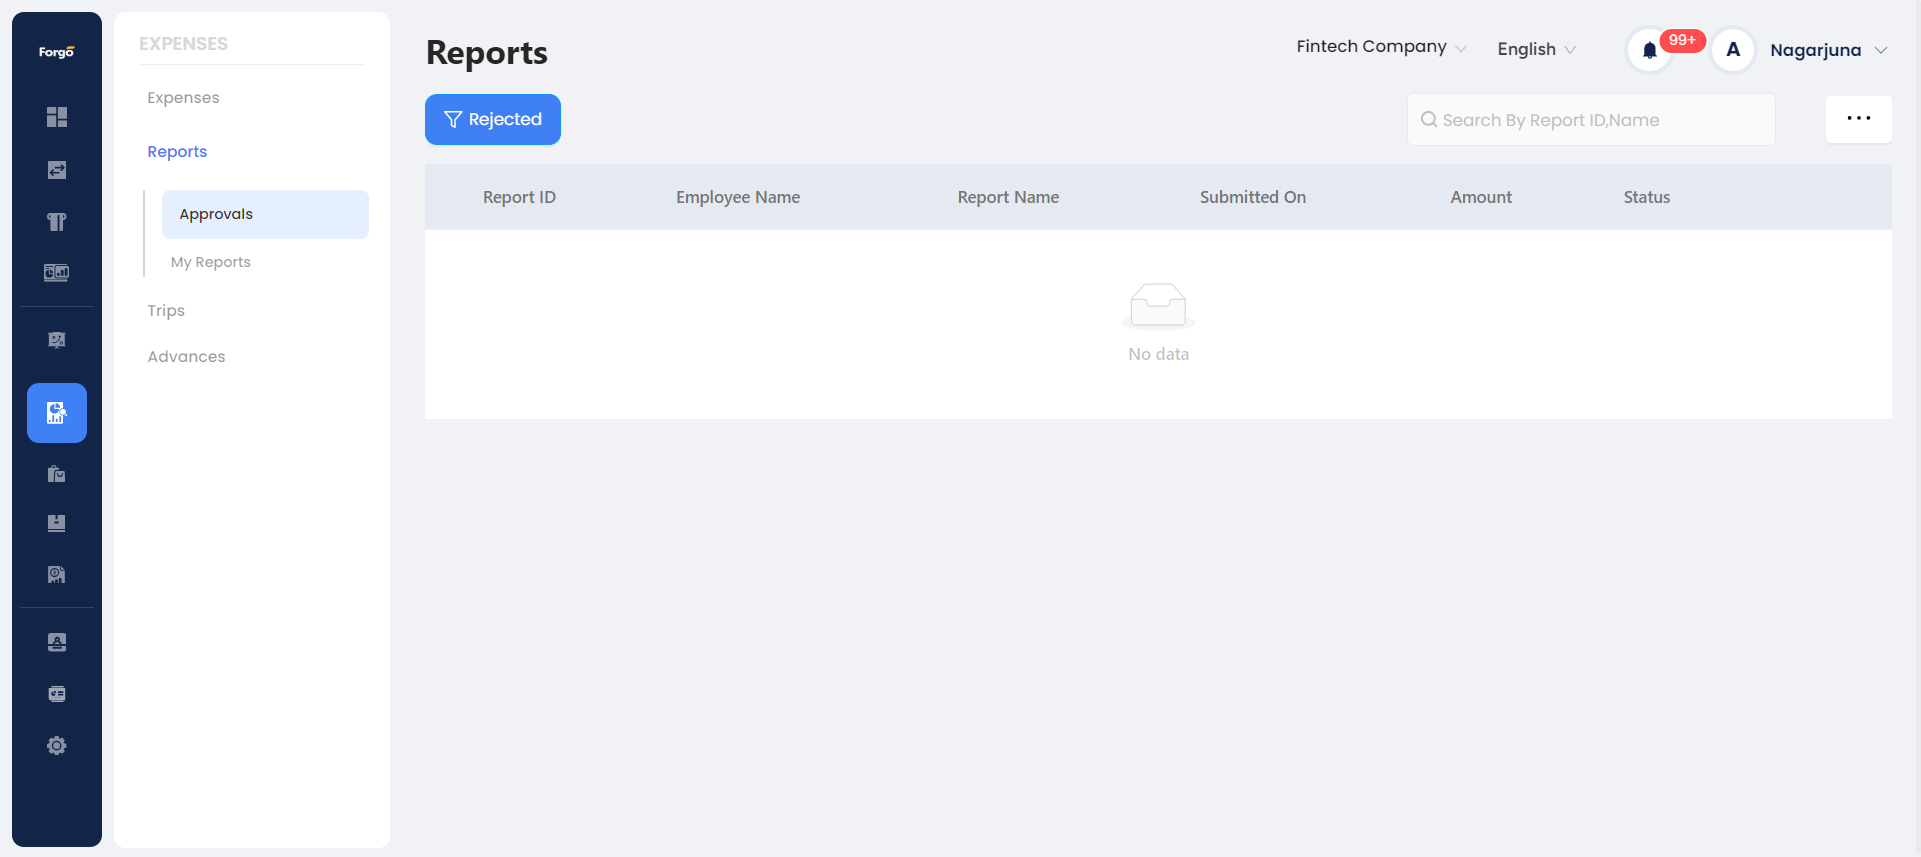 Forgo
EXPENSES
Expenses
Reports
Approvals
My Reports
Trips
Advances
Reports
Fintech Company
English
99+
A
Nagarjuna
Rejected
Search By Report ID,Name
Report ID
Employee Name
Report Name
Submitted On
Amount
Status
No data